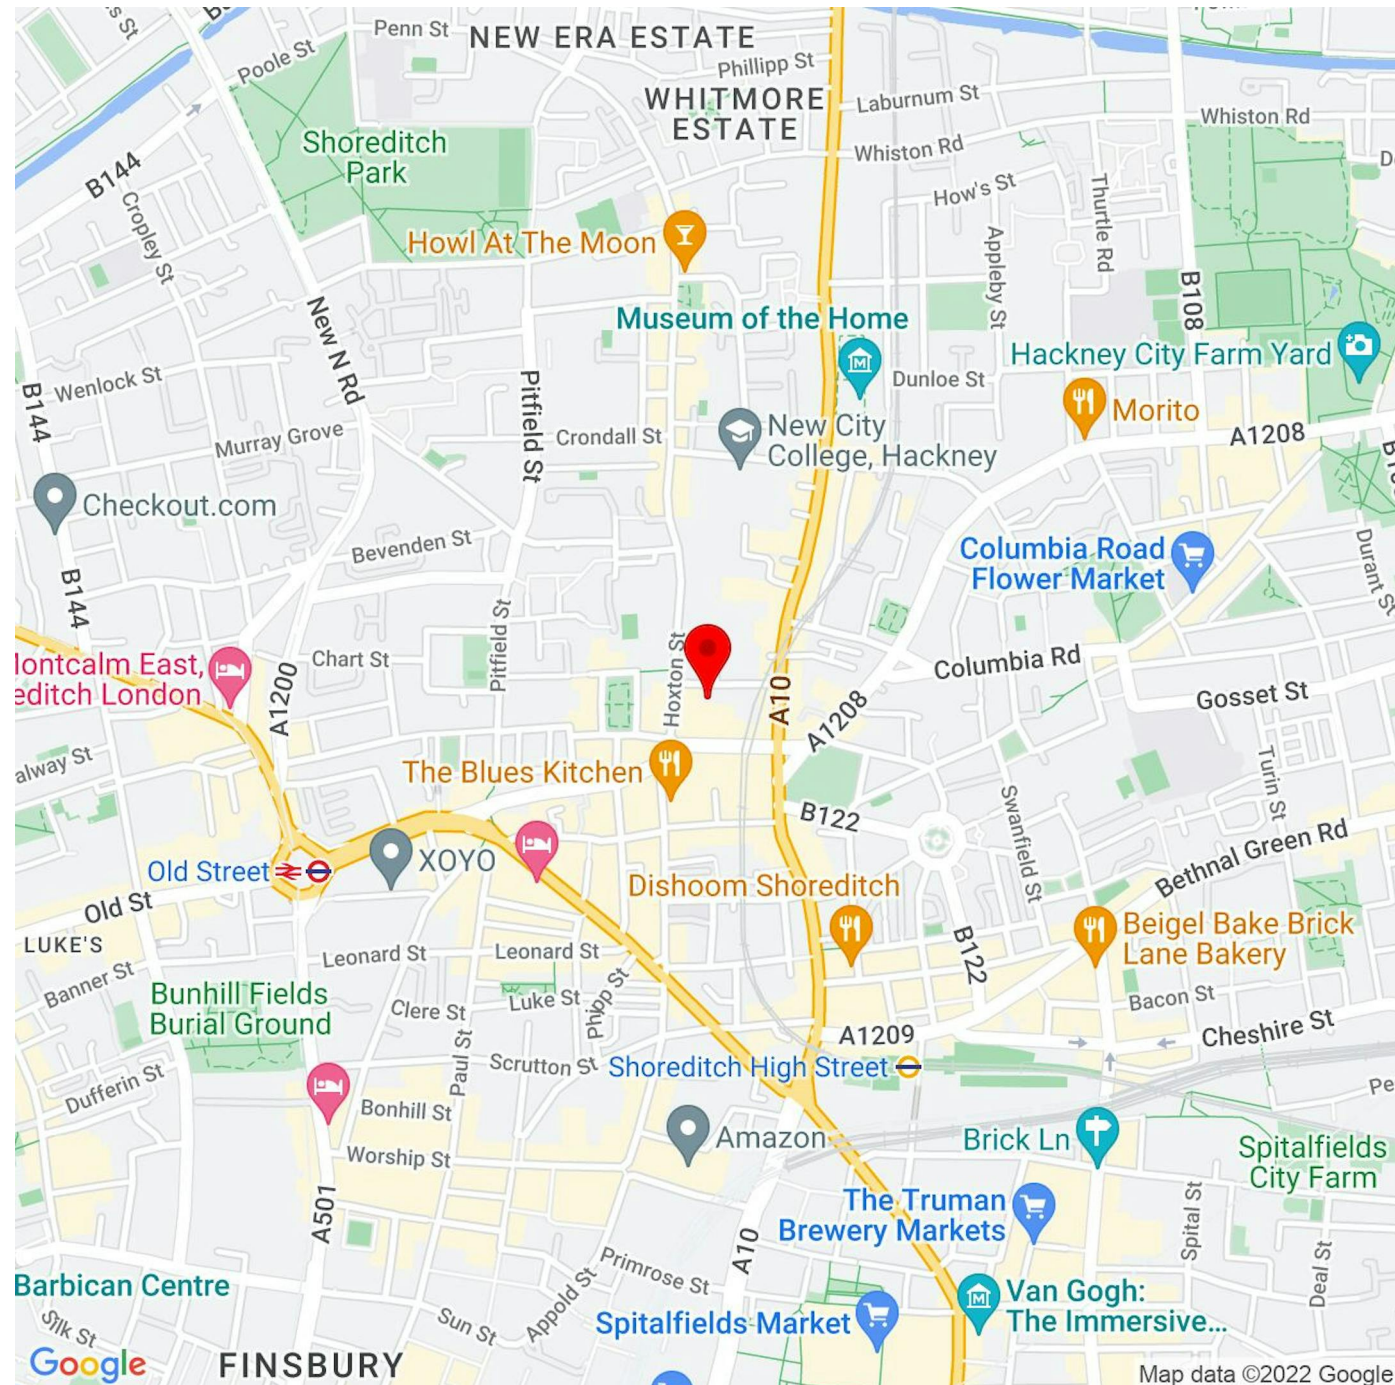 Penn St
NEW ERA ESTATE
Poole St
Phillipp St
WHITMORE
ESTATE
Laburnum St
Whiston Rd
Shoreditch
Park
Whiston Rd
B144
Cropley St
How's St
Thurtle Rd
Howl At The Moon
Appleby St
B108
New N Rd
Museum of the Home
Hackney City Farm Yard
Wenlock St
B144
Pitfield St
Dunloe St
Morito
Murray Grove
Crondall St
New City
College, Hackney
A1208
Checkout.com
Bevenden St
Columbia Road
Flower Market
Durant St
B144
Pitfield St
Hoxton St
Chart St
Montcalm East,
editch London
A1200
Columbia Rd
Gosset St
A10
A1208
alway St
The Blues Kitchen
Turin St
Swanfield St
B122
Bethnal Green Rd
Old Street
XOYO
Dishoom Shoreditch
Old St
LUKE'S
Beigel Bake Brick
Lane Bakery
B122
Leonard St
Leonard St
Banner St
Bunhill Fields
Burial Ground
Clere St
Luke St
Phipp St
Bacon St
Cheshire St
A1209
Paul St
Scrutton St
Shoreditch High Street
Dufferin St
Bonhill St
Amazon
Brick Ln
Spitalfields
City Farm
Worship St
The Truman
Brewery Markets
Spital St
A501
A10
Deal St
Barbican Centre
Primrose St
Appold St
Sun St
Silk St
Van Gogh:
The Immersive...
Spitalfields Market
Google
FINSBURY
Map data ©2022 Google